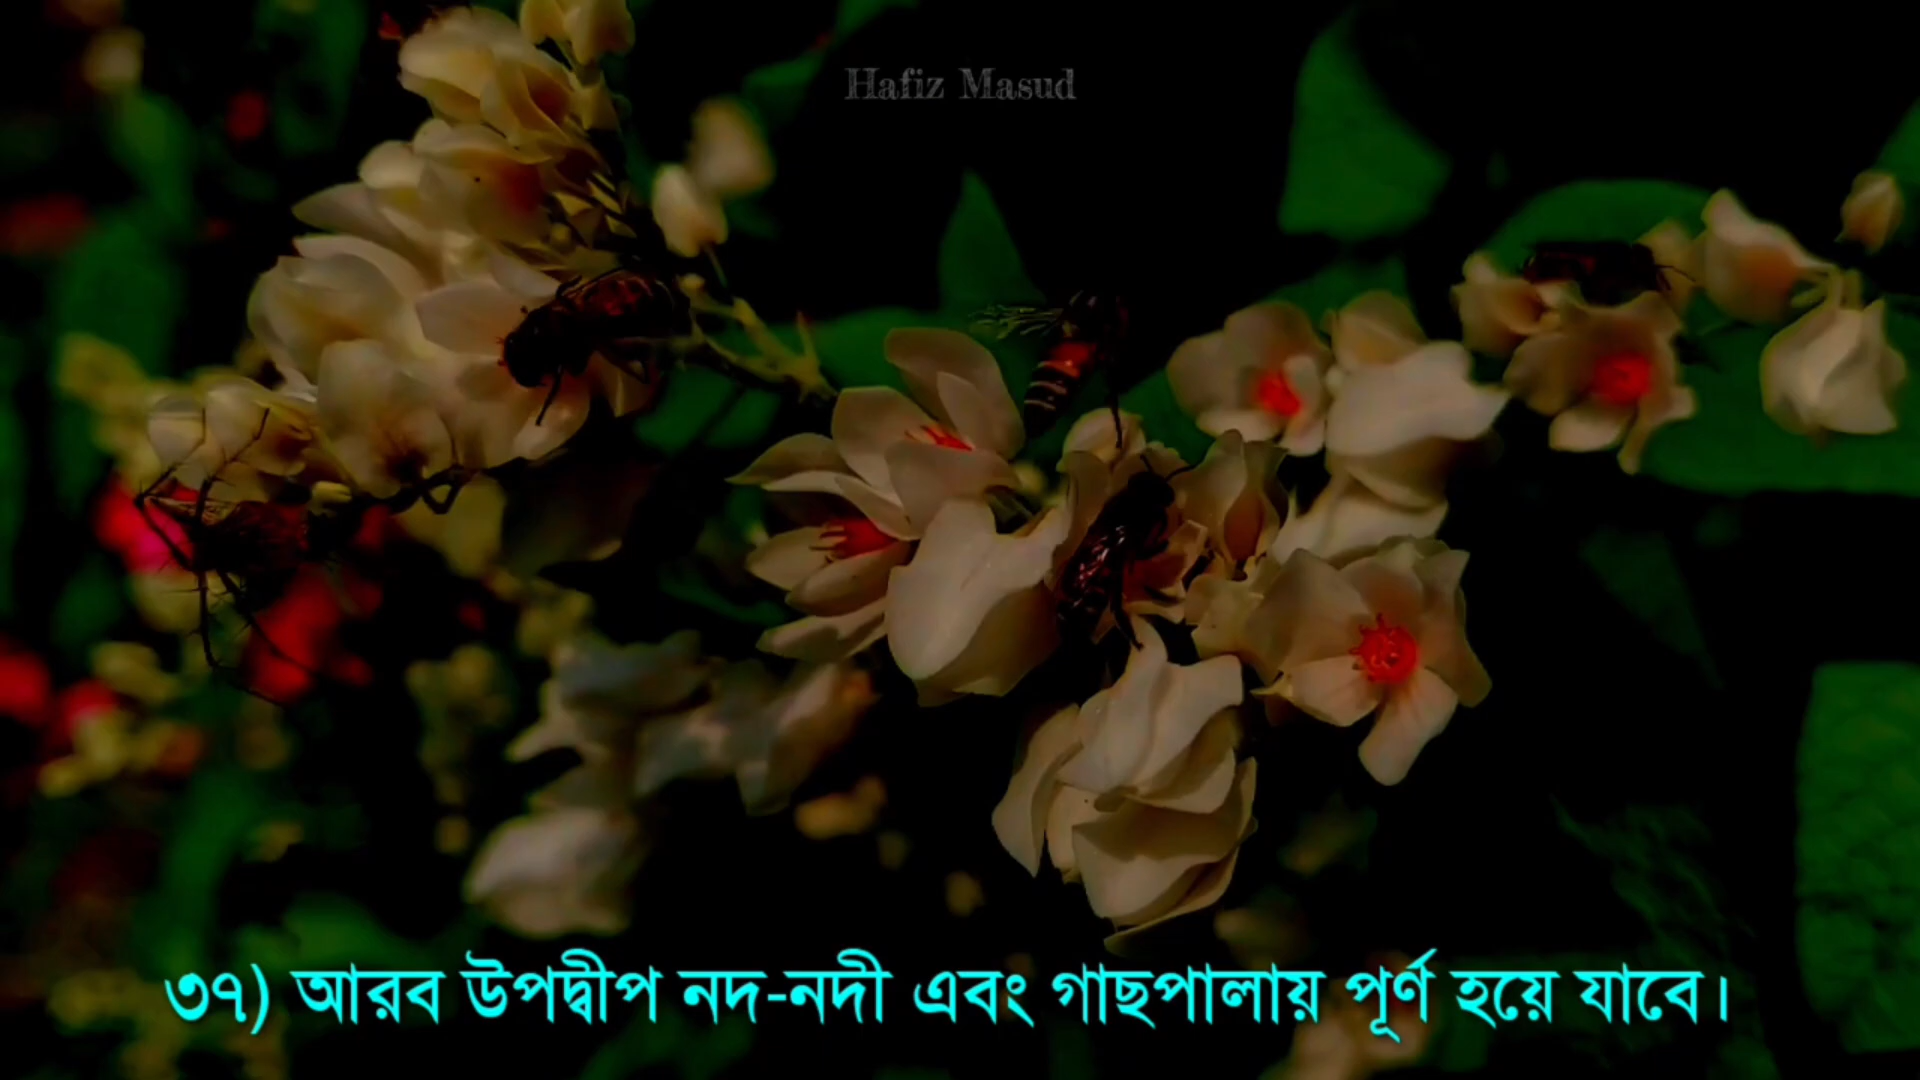 Hafiz Masud
৩৭) আরব উপদ্বীপ নদ-নদী এবং গাছপালায় পূর্ণ হয়ে যাবে।